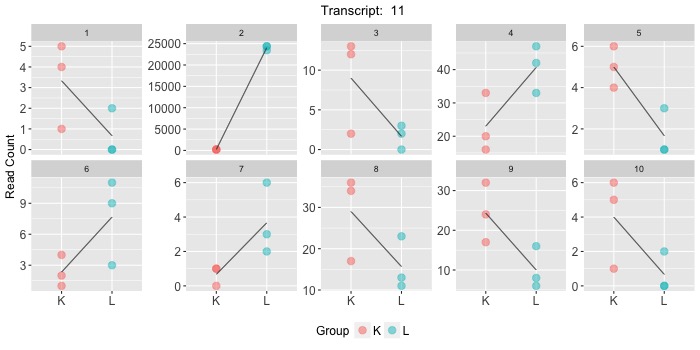 Transcript: 11
1 2 3 4 5
5 4 3 2 1 0
25000 20000 15000 10000 5000 0
10 5 0
40 30 20
6 4 2
Read Count
6 7 8 9 10
9 6 3
6 4 2 0
30 20 10
30 20 10
6 4 2 0
K L K L K L K L K L
Group K L